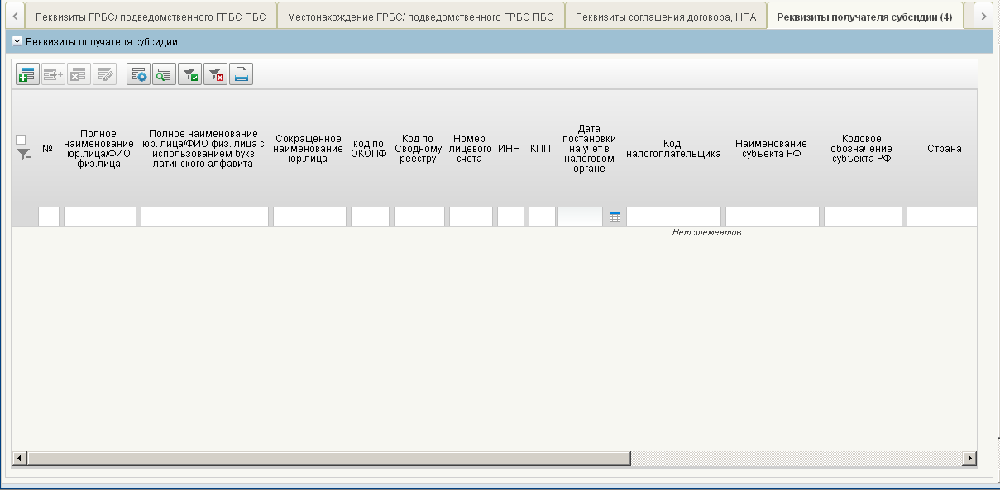 Реквизиты ГРБС/ подведомственного ГРБС ПБС
Местонахождение ГРБС/ подведомственного ГРБС ПБС
Реквизиты соглашения договора, НПА
Реквизиты получателя субсидии (4)
Реквизиты получателя субсидии
№
Полное
наименование
юр.лица/ФИО
физ.лица
Полное наименование
юр. лица/ФИО физ. лица с
использованием букв
латинского алфавита
Сокращенное
наименование
юр.лица
код по
ОКОПФ
Код по
Сводному
реестру
Номер
лицевого
счета
ИНН
КПП
Дата
постановки
на учет в
налоговом
органе
Код
налогоплательщика
Наименование
субъекта РФ
Кодовое
обозначение
субъекта РФ
Страна
Нет элементов